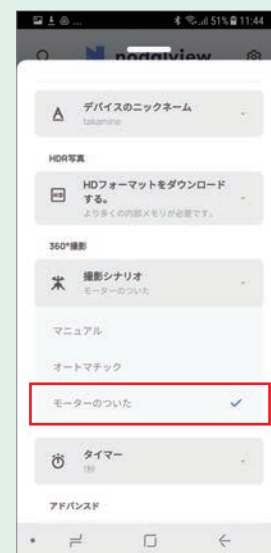 51% 11:44
nodalview
デバイスのニックネーム
takamine
HDR写真
HDフォーマットをダウンロード
する。
より多くの内部メモリが必要です。
360°撮影
撮影シナリオ
モーターのついた
マニュアル
オートマチック
モーターのついた
タイマー
1秒
アドバンスド